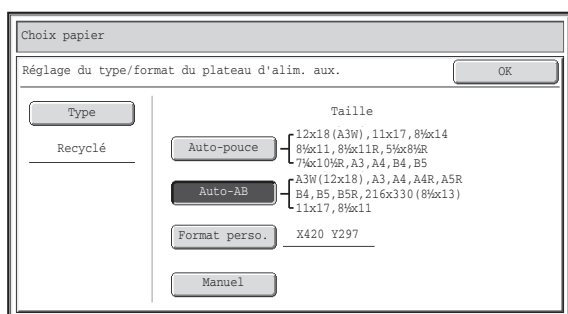 Choix papier
Réglage du type/format du plateau d'alim. aux.
OK
Type
Recyclé
Taille
Auto-pouce
12x18(A3W),11x17,8½x14
8½x11,8½x11R,5½x8½R
7¼x10½R,A3,A4,B4,B5
Auto-AB
A3W(12x18),A3,A4,A4R,A5R
B4,B5,B5R,216x330(8½x13)
11x17,8½x11
Format perso.
X420 Y297
Manuel